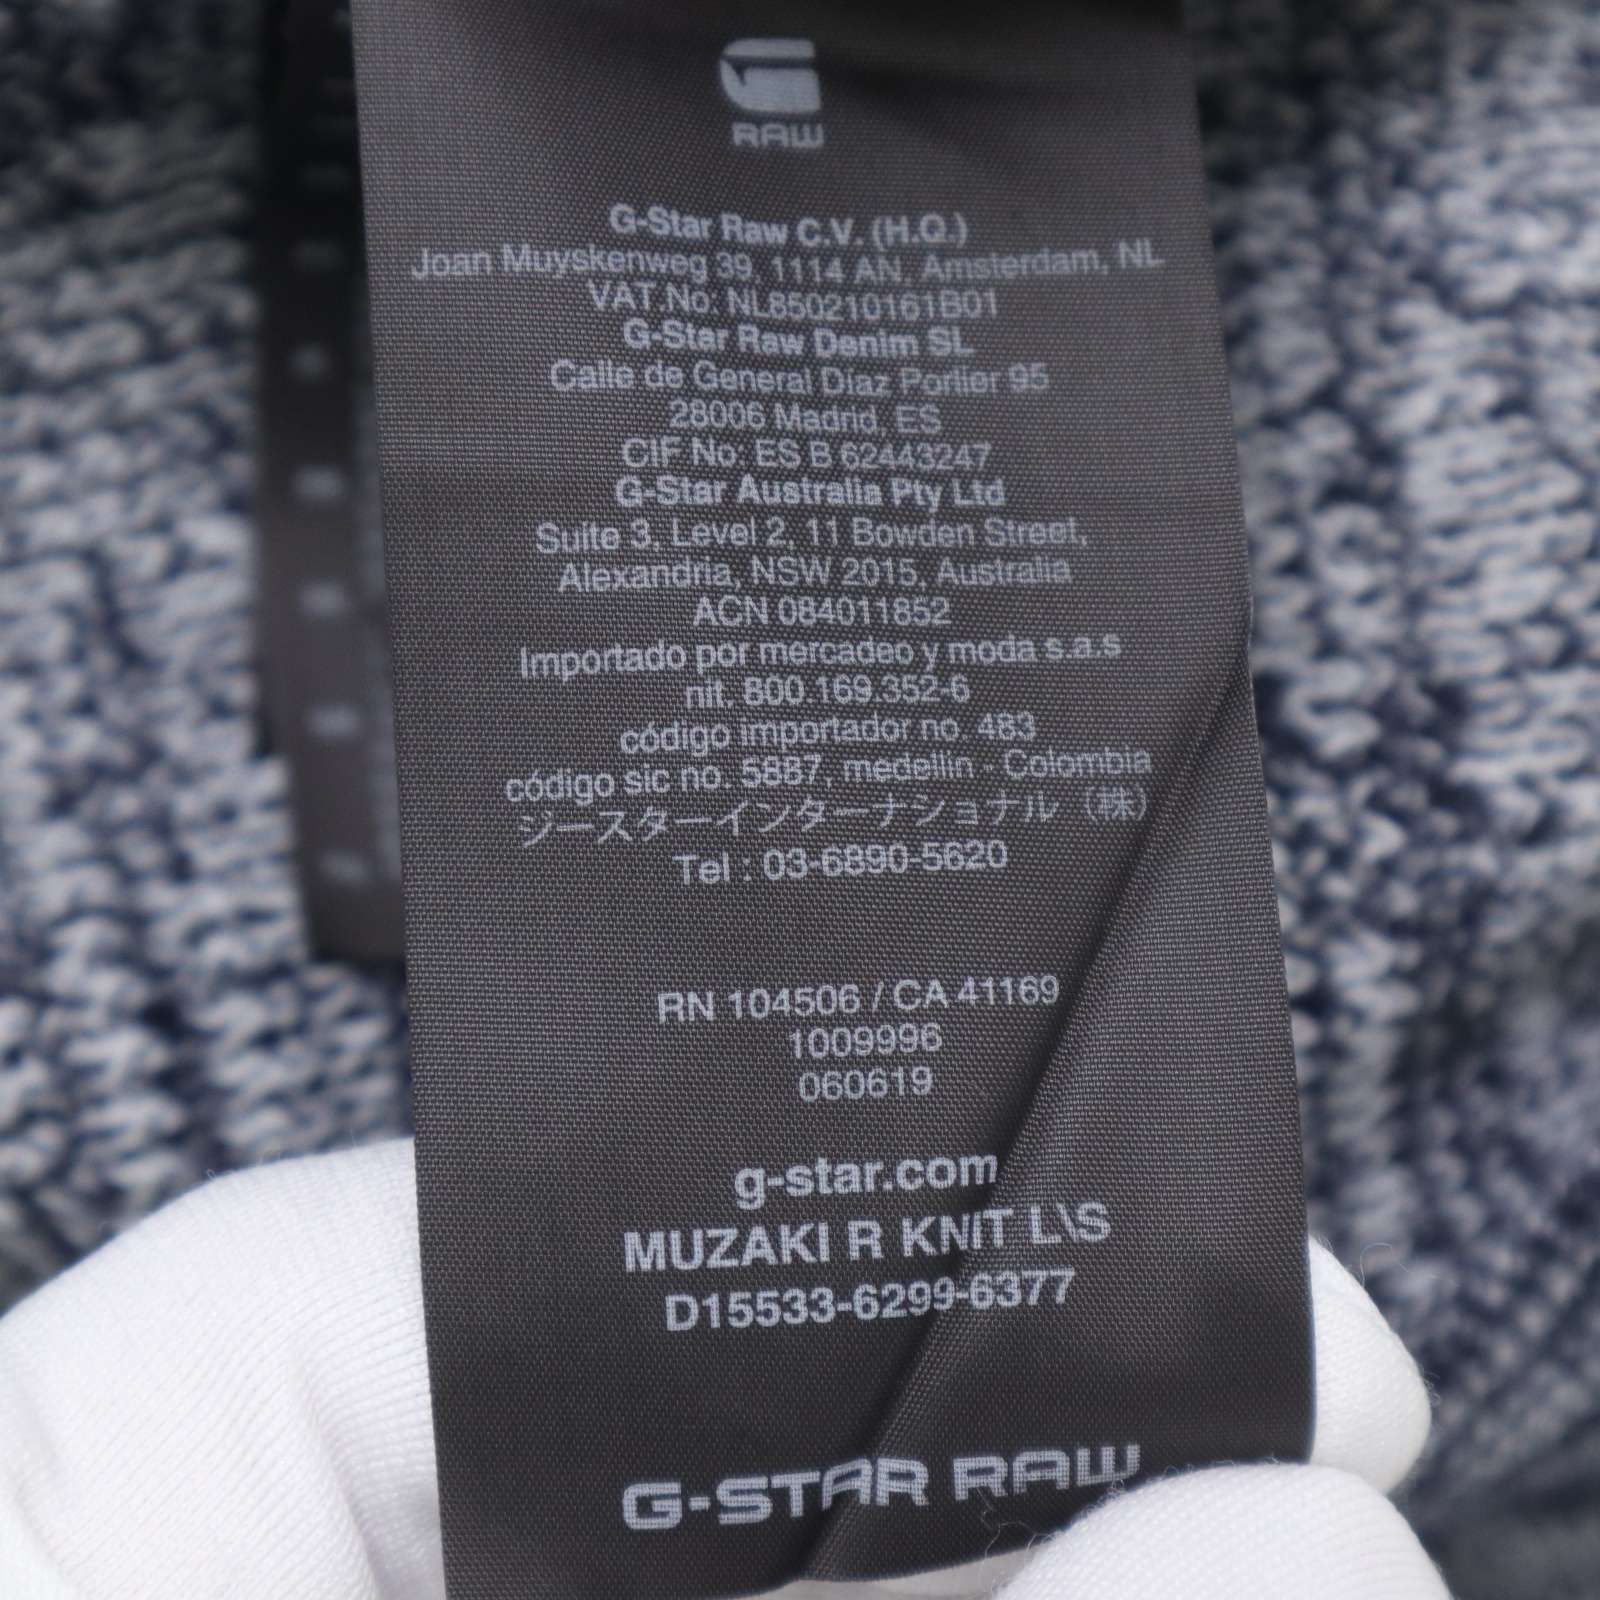 RAW
G-Star Raw C.V. (H.Q.)
Joan Muyskenweg 39, 1114 AN, Amsterdam, NL
VAT No: NL850210161B01
G-Star Raw Denim SL
Calle de General Diaz Porlier 95
28006 Madrid, ES
CIF No: ES B 62443247
G-Star Australia Pty Ltd
Suite 3, Level 2, 11 Bowden Street,
Alexandria, NSW 2015, Australia
ACN 084011852
Importado por mercadeo y moda s.a.s
nit. 800.169.352-6
código importador no. 483
código sic no. 5887, medellin - Colombia
ジースターインターナショナル（株）
Tel : 03-6890-5620
RN 104506 / CA 41169
1009996
060619
g-star.com
MUZAKI R KNIT L\S
D15533-6299-6377
G-STAR RAW